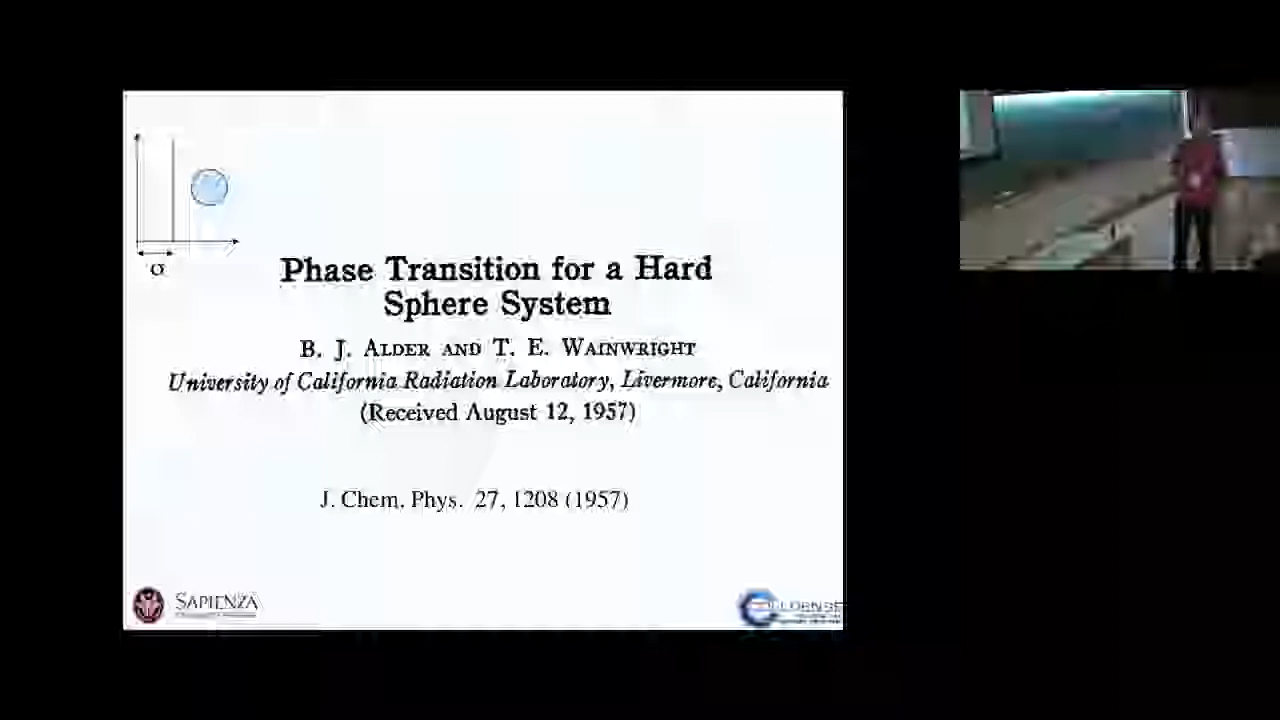 σ
Phase Transition for a Hard
Sphere System
B. J. ALDER AND T. E. WAINWRIGHT
University of California Radiation Laboratory, Livermore, California
(Received August 12, 1957)
J. Chem. Phys. 27, 1208 (1957)
SAPIENZA